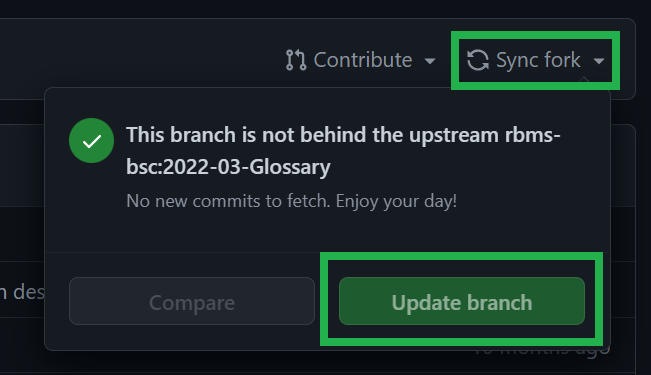 Contribute Sync fork
This branch is not behind the upstream rbms-
bsc:2022-03-Glossary
No new commits to fetch. Enjoy your day!
n des
Compare Update branch
10 months ago